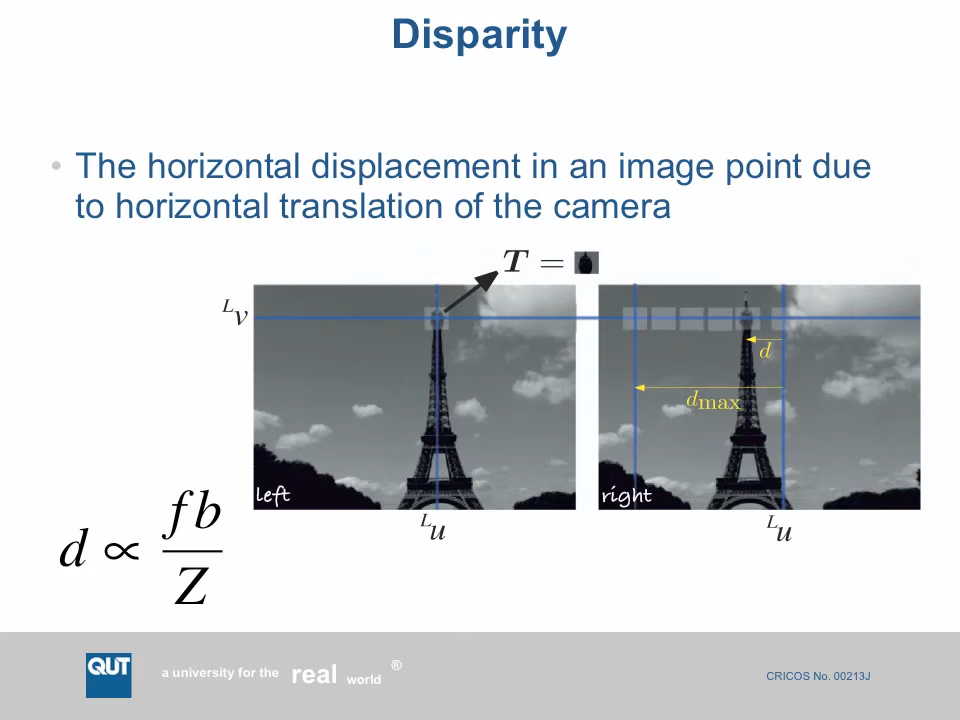 Disparity
• The horizontal displacement in an image point due
to horizontal translation of the camera
T =
Lv
d
dmax
left
right
Lu
Lu
d ∝ fb/Z
QUT
a university for the real world ®
CRICOS No. 00213J